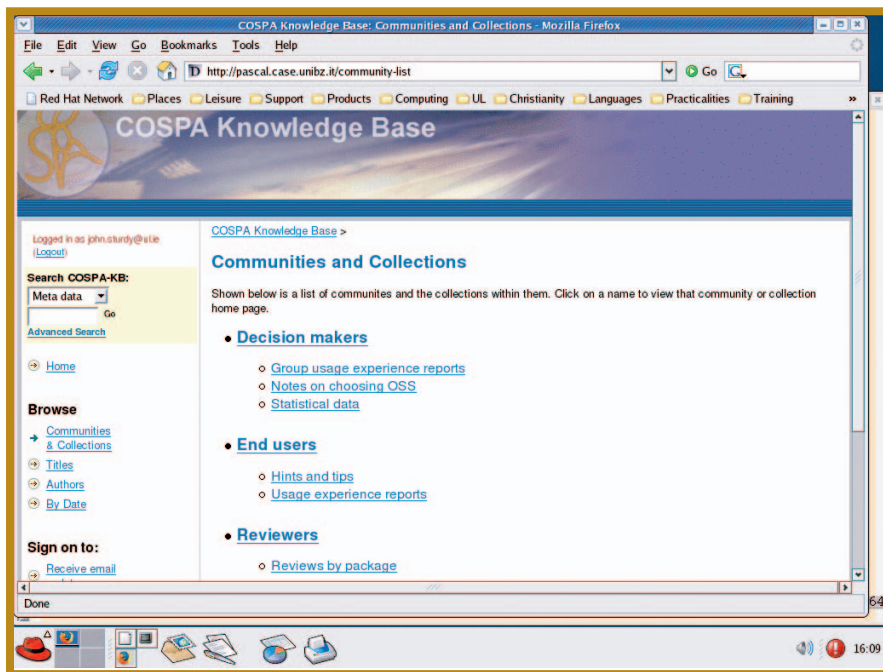 COSPA Knowledge Base: Communities and Collections - Mozilla Firefox
File Edit View Go Bookmarks Tools Help
http://pascal.case.unibz.it/community-list Go G
Red Hat Network Places Leisure Support Products Computing UL Christianity Languages Practicalities Training »
COSPA Knowledge Base
Logged in as john.sturdy@ul.ie
(Logout)
Search COSPA-KB:
Meta data
Go
Advanced Search
Home
Browse
Communities
& Collections
Titles
Authors
By Date
Sign on to:
Receive email
COSPA Knowledge Base >
Communities and Collections
Shown below is a list of communites and the collections within them. Click on a name to view that community or collection
home page.
Decision makers
Group usage experience reports
Notes on choosing OSS
Statistical data
End users
Hints and tips
Usage experience reports
Reviewers
Reviews by package
Done
64
16:09